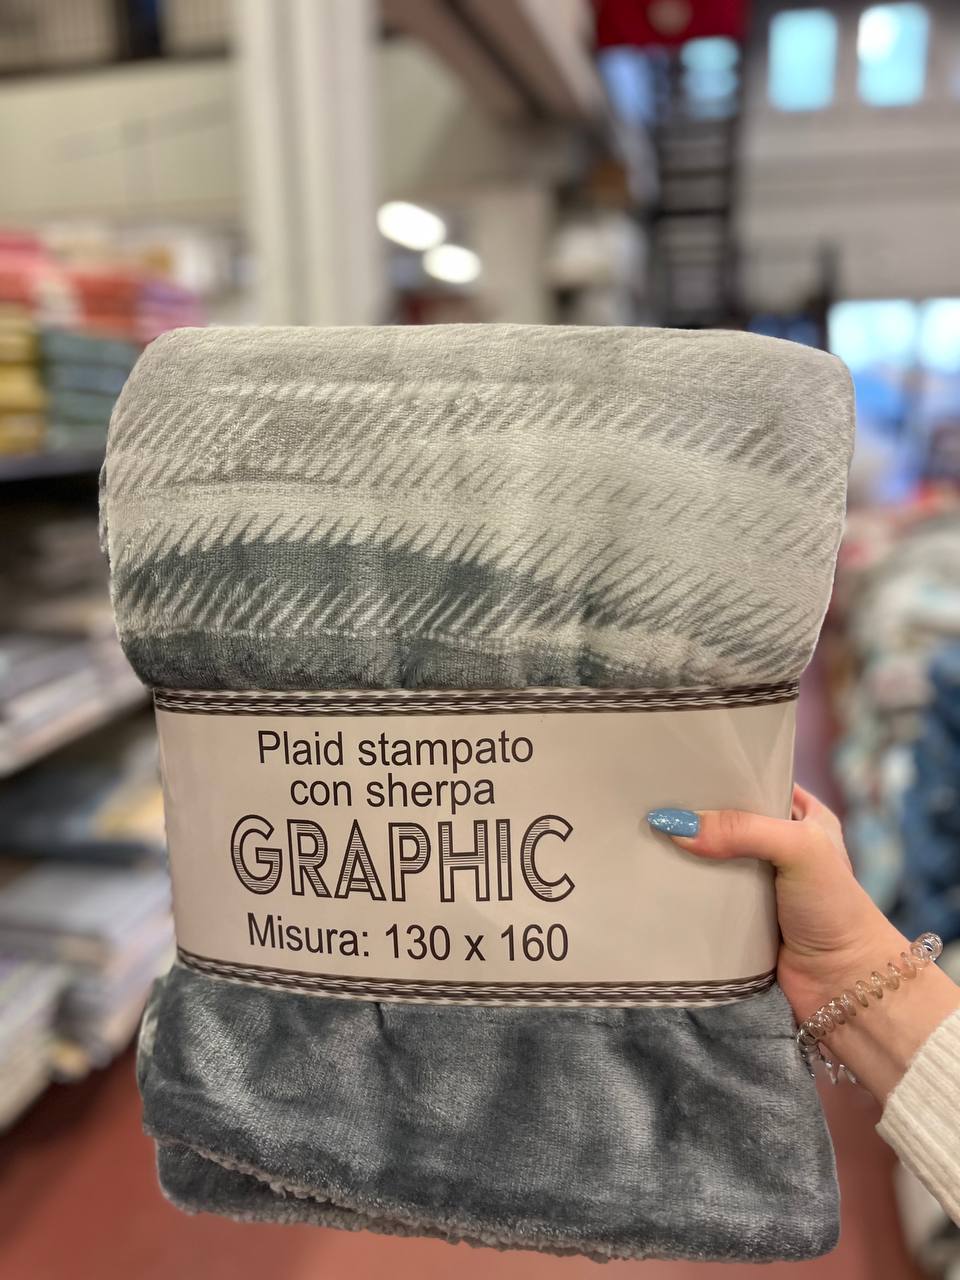 Plaid stampato
con sherpa
GRAPHIC
Misura: 130 x 160